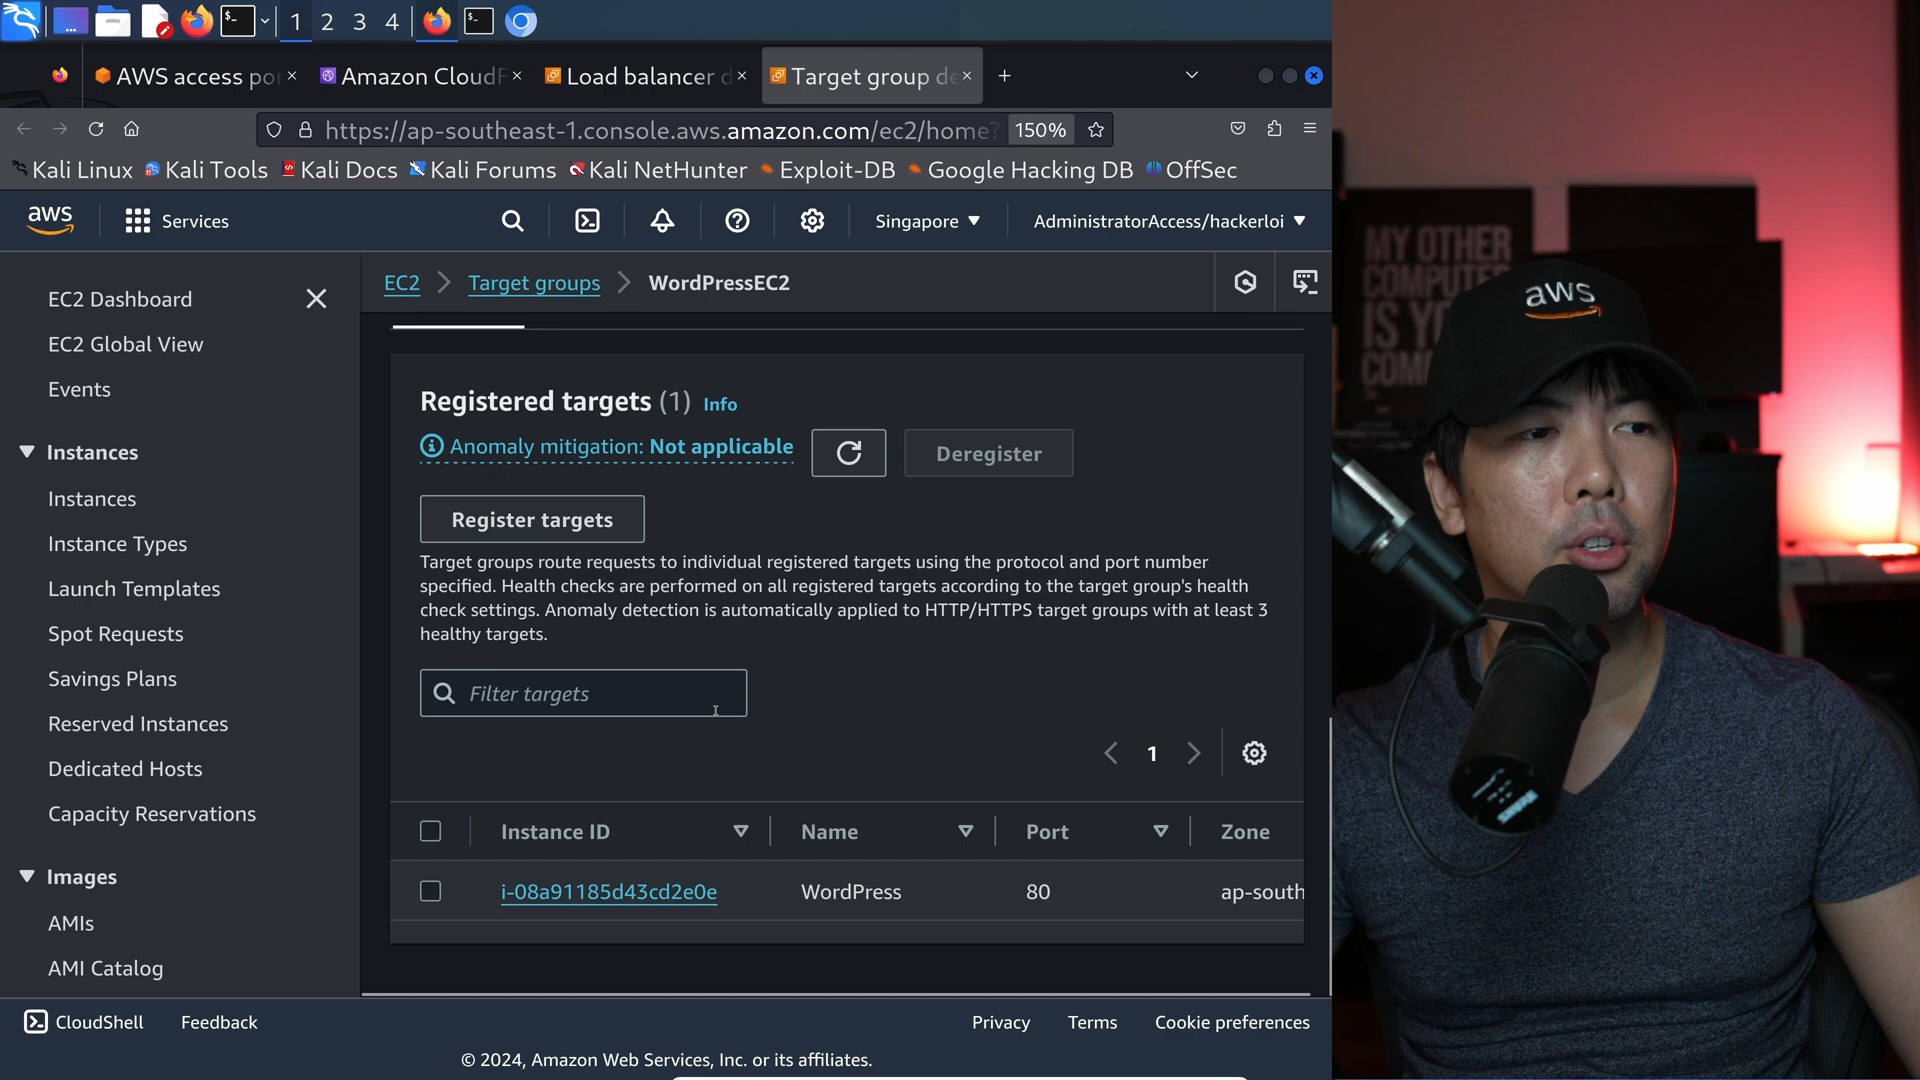 1 2 3 4
AWS access por
Amazon CloudF
Load balancer d
Target group de
https://ap-southeast-1.console.aws.amazon.com/ec2/home?
150%
Kali Linux
Kali Tools
Kali Docs
Kali Forums
Kali NetHunter
Exploit-DB
Google Hacking DB
OffSec
aws
Services
Singapore
AdministratorAccess/hackerloi
EC2 Dashboard
EC2 Global View
Events
Instances
Instances
Instance Types
Launch Templates
Spot Requests
Savings Plans
Reserved Instances
Dedicated Hosts
Capacity Reservations
Images
AMIs
AMI Catalog
EC2
Target groups
WordPressEC2
Registered targets (1) Info
Anomaly mitigation: Not applicable
Deregister
Register targets
Target groups route requests to individual registered targets using the protocol and port number
specified. Health checks are performed on all registered targets according to the target group's health
check settings. Anomaly detection is automatically applied to HTTP/HTTPS target groups with at least 3
healthy targets.
Filter targets
1
Instance ID Name Port Zone
i-08a91185d43cd2e0e WordPress 80 ap-south
CloudShell Feedback
Privacy Terms Cookie preferences
© 2024, Amazon Web Services, Inc. or its affiliates.
MY OTHER
COMPUTER
IS YO
COMP
aws